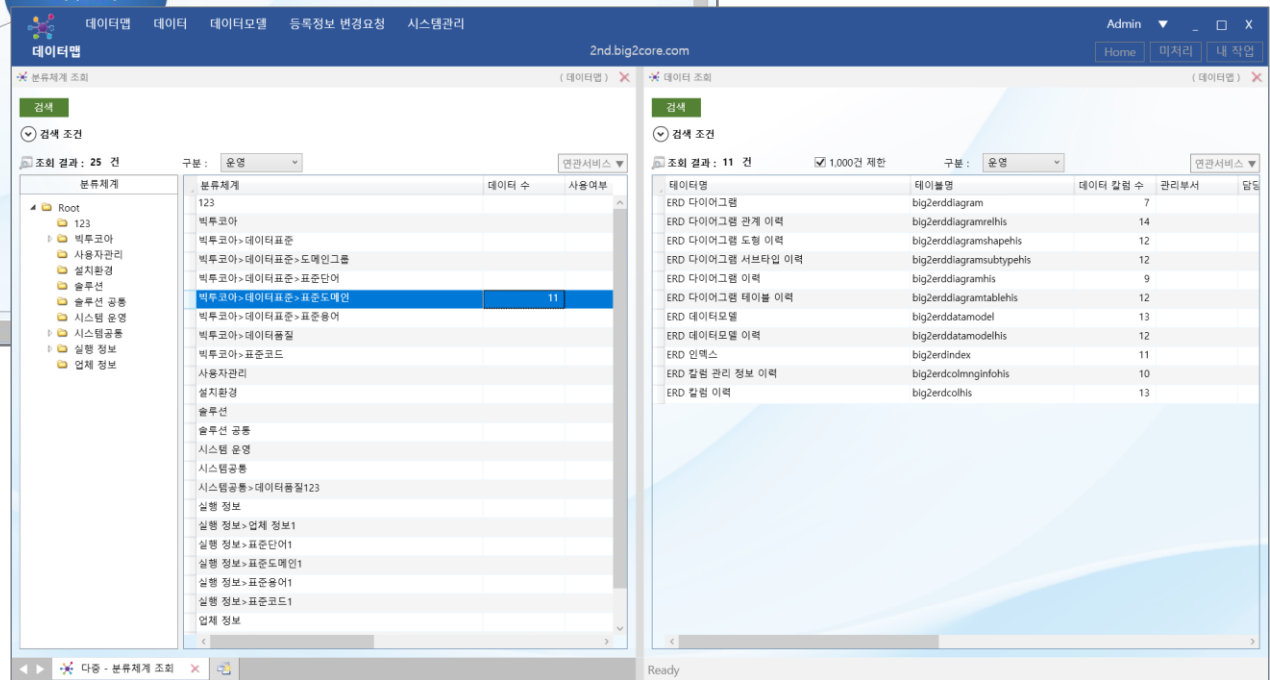 데이터맵 데이터 데이터모델 등록정보 변경요청 시스템관리 Admin ▼ _ □ X
데이터맵 2nd.big2core.com Home 미처리 내 작업
분류체계 조회 ( 데이터맵 )
검색
검색 조건
조회 결과 : 25 건 구분 : 운영 연관서비스 ▼
분류체계
Root
123
빅투코아
사용자관리
설치환경
솔루션
솔루션 공통
시스템 운영
시스템공통
실행 정보
업체 정보
분류체계 데이터 수 사용여부
123
빅투코아
빅투코아>데이터표준
빅투코아>데이터표준>도메인그룹
빅투코아>데이터표준>표준단어
빅투코아>데이터표준>표준도메인 11
빅투코아>데이터표준>표준용어
빅투코아>데이터품질
빅투코아>표준코드
사용자관리
설치환경
솔루션
솔루션 공통
시스템 운영
시스템공통
시스템공통>데이터품질123
실행 정보
실행 정보>업체 정보1
실행 정보>표준단어1
실행 정보>표준도메인1
실행 정보>표준용어1
실행 정보>표준코드1
업체 정보
다중 - 분류체계 조회
데이터 조회 ( 데이터맵 )
검색
검색 조건
조회 결과 : 11 건 1,000건 제한 구분 : 운영 연관서비스 ▼
테이터명 테이블명 데이터 칼럼 수 관리부서
ERD 다이어그램 big2erddiagram 7
ERD 다이어그램 관계 이력 big2erddiagramrelhis 14
ERD 다이어그램 도형 이력 big2erddiagramshapehis 12
ERD 다이어그램 서브타입 이력 big2erddiagramsubtypehis 12
ERD 다이어그램 이력 big2erddiagramhis 9
ERD 다이어그램 테이블 이력 big2erddiagramtablehis 12
ERD 데이터모델 big2erddatamodel 13
ERD 데이터모델 이력 big2erddatamodelhis 12
ERD 인덱스 big2erdindex 11
ERD 칼럼 관리 정보 이력 big2erdcolmnginfohis 10
ERD 칼럼 이력 big2erdcolhis 13
Ready